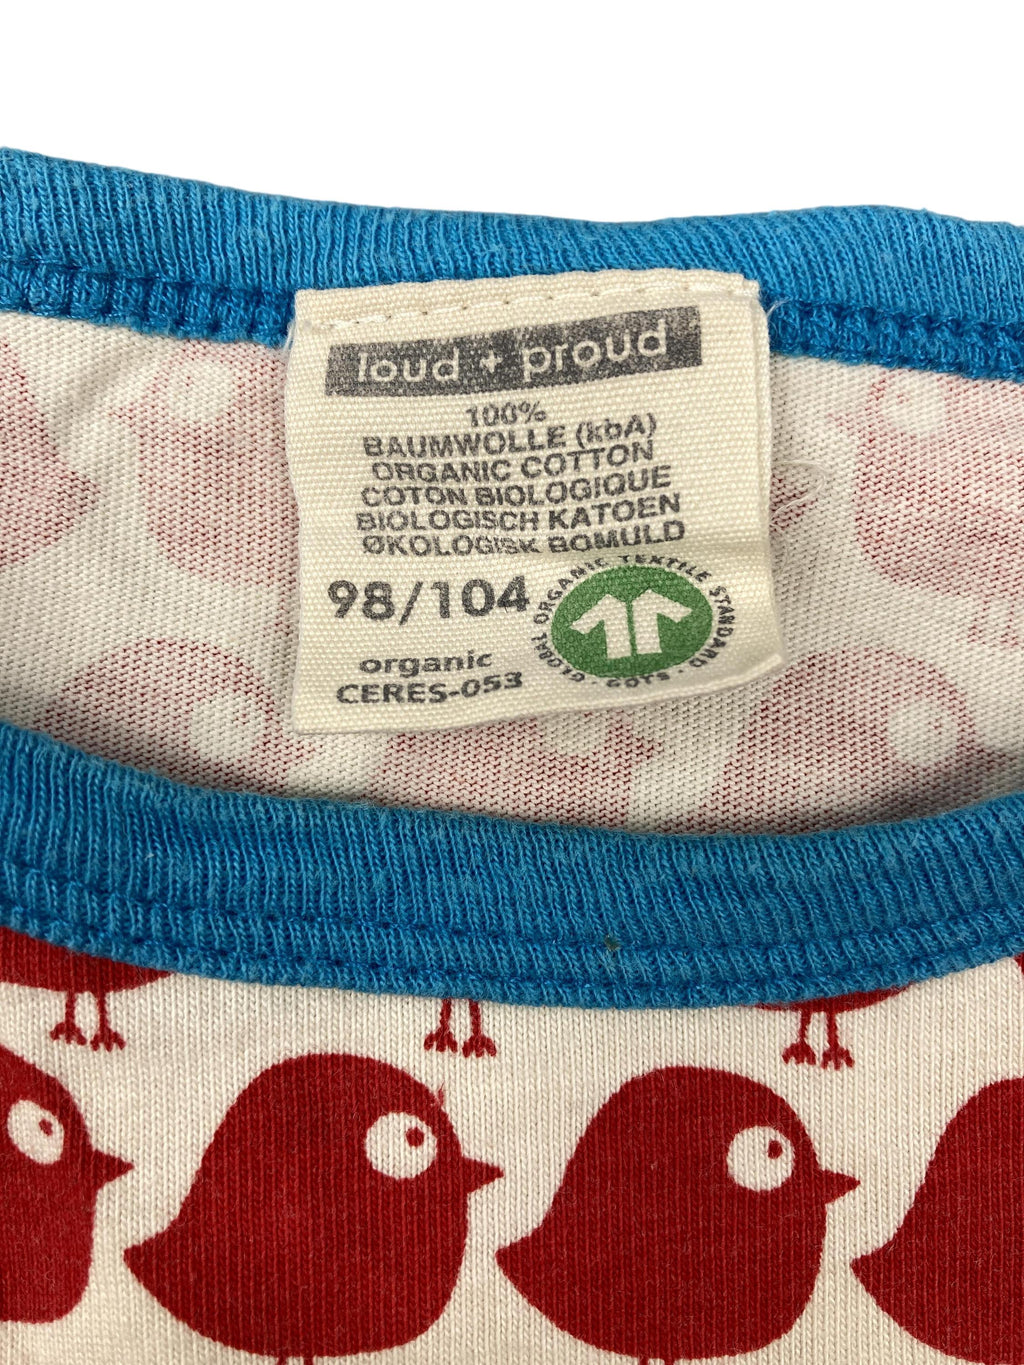 loud + proud
100%
BAUMWOLLE (kbA)
ORGANIC COTTON
COTON BIOLOGIQUE
BIOLOGISCH KATOEN
ØKOLOGISK BOMULD
98/104
GLOBAL ORGANIC TEXTILE STANDARD · GOTS ·
organic
CERES-053